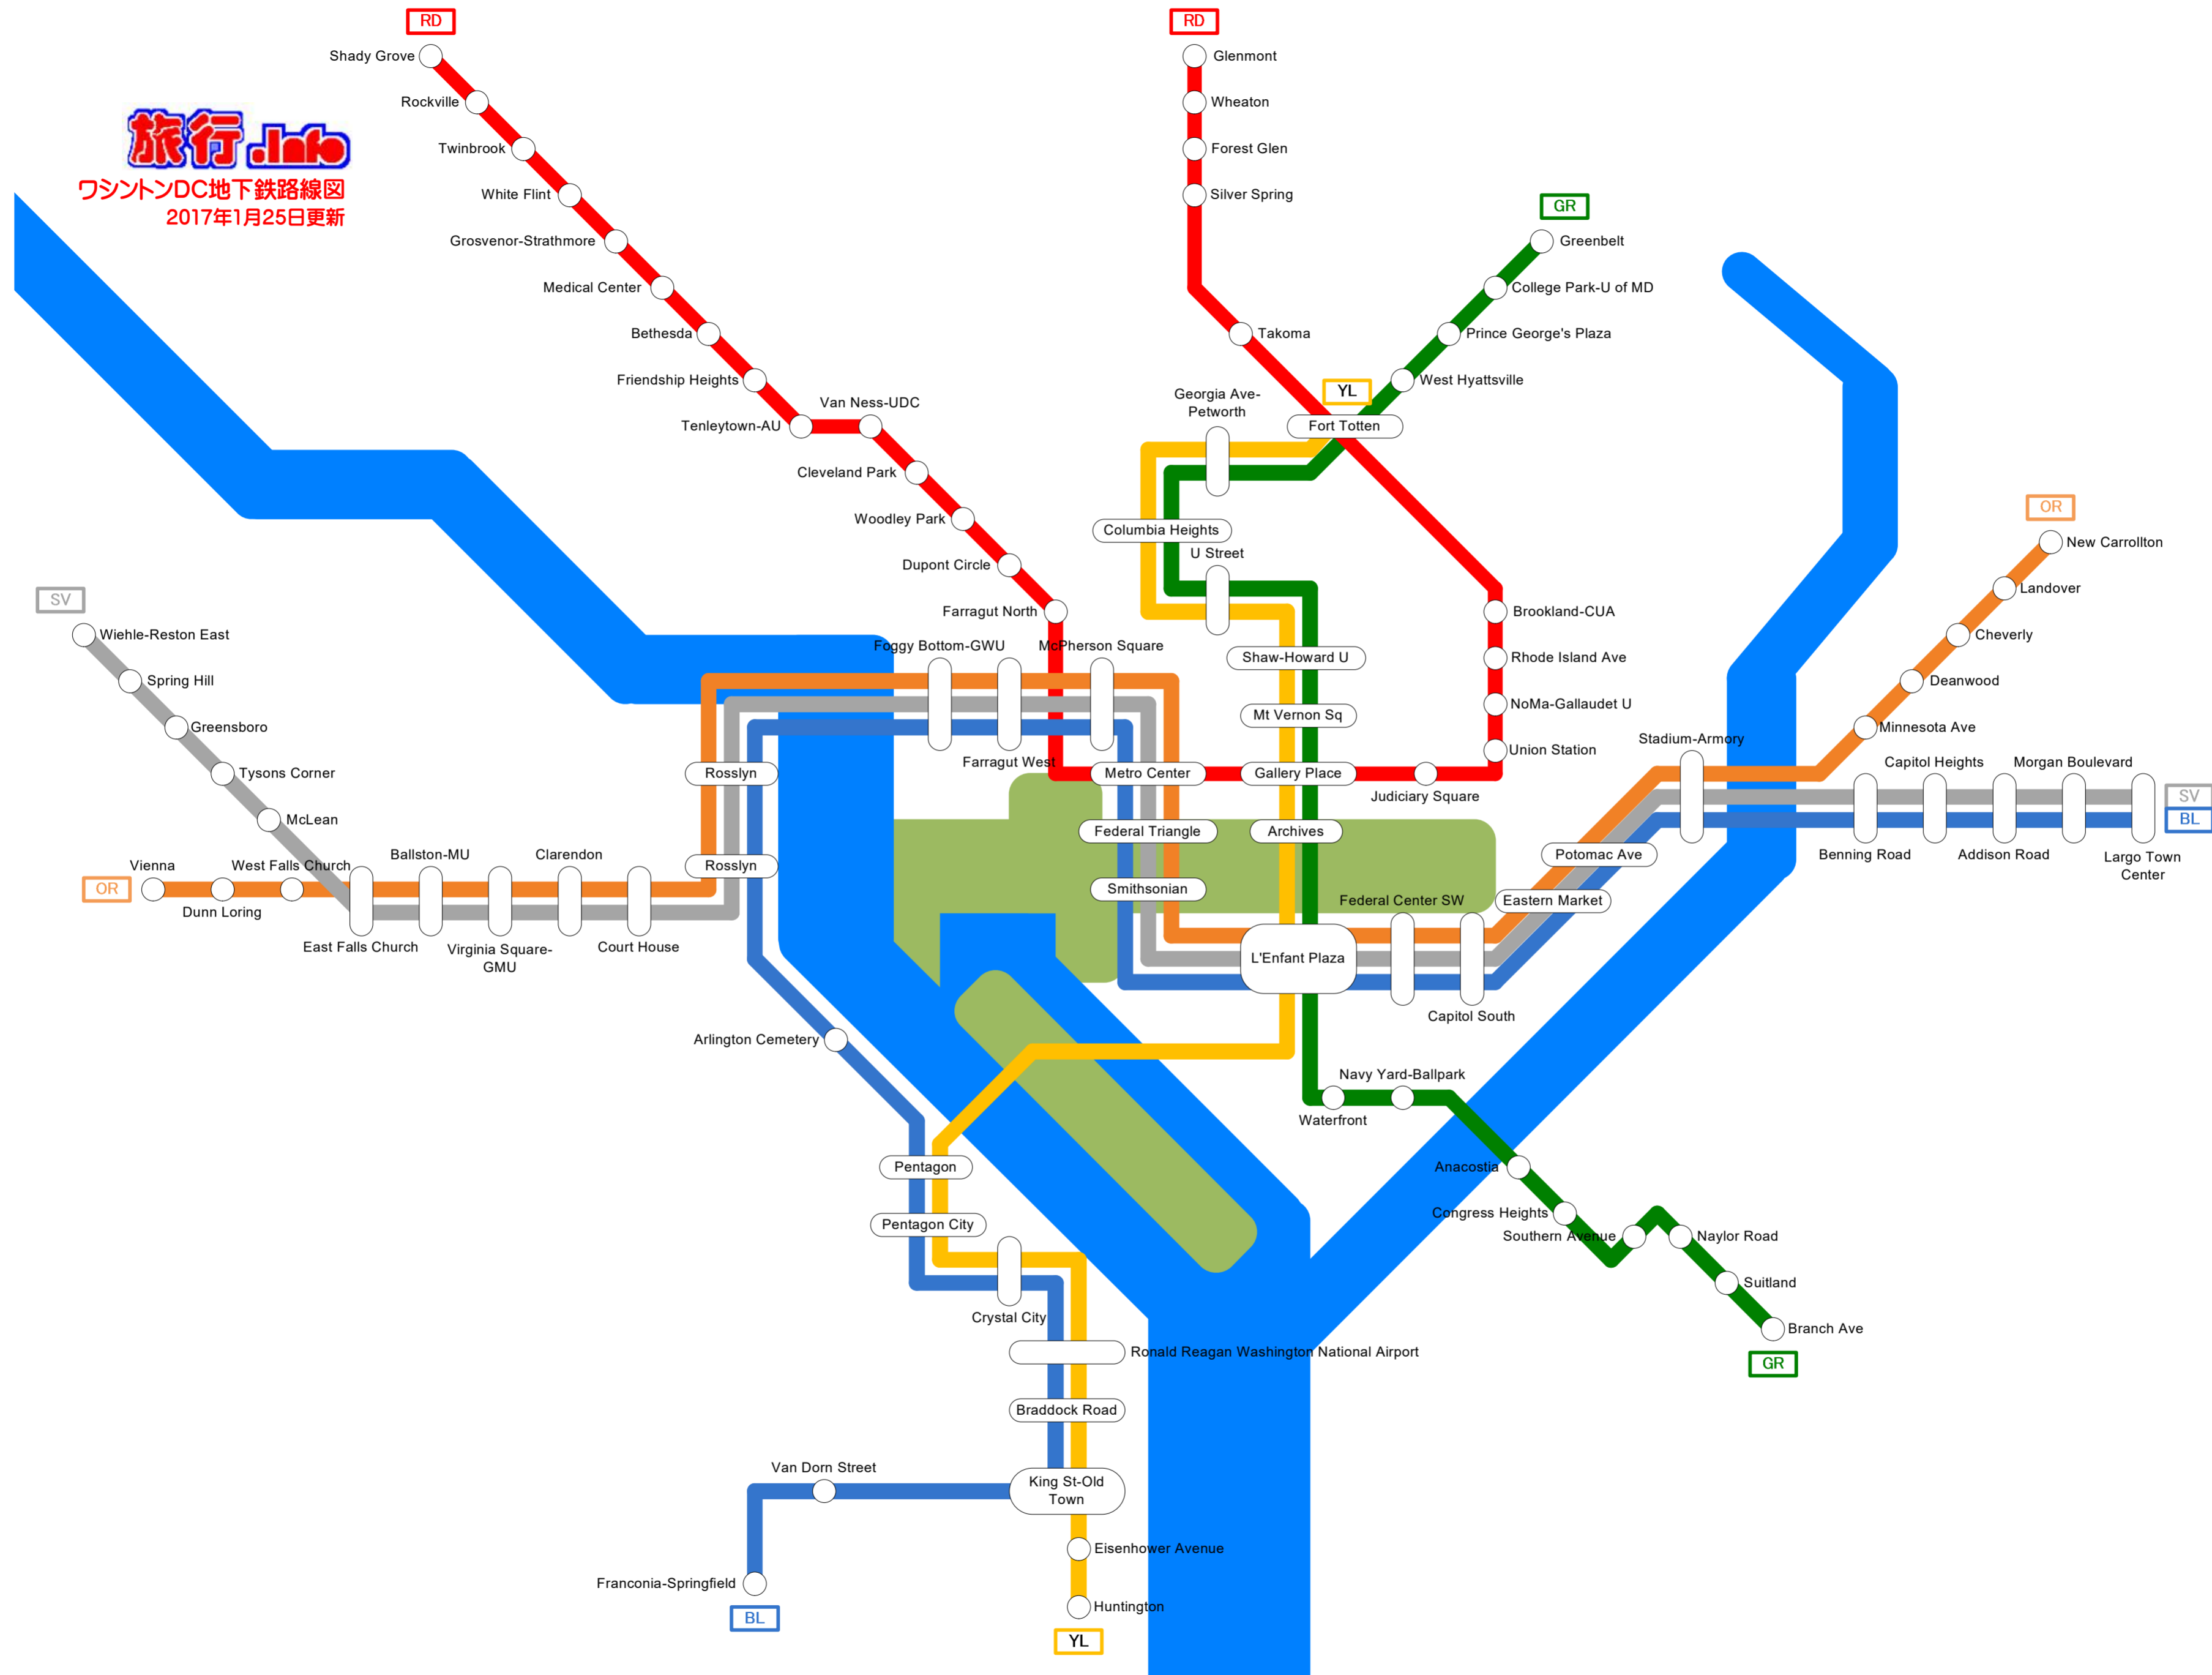 RD
RD
Shady Grove
Glenmont
Rockville
Wheaton
旅行.Info
Twinbrook
Forest Glen
ワシントンDC地下鉄路線図
2017年1月25日更新
White Flint
Silver Spring
GR
Grosvenor-Strathmore
Greenbelt
Medical Center
College Park-U of MD
Bethesda
Takoma
Prince George's Plaza
Friendship Heights
West Hyattsville
YL
Georgia Ave-
Petworth
Van Ness-UDC
Tenleytown-AU
Fort Totten
Cleveland Park
Woodley Park
Columbia Heights
OR
New Carrollton
U Street
Dupont Circle
Landover
SV
Farragut North
Brookland-CUA
Wiehle-Reston East
Cheverly
Foggy Bottom-GWU
McPherson Square
Shaw-Howard U
Rhode Island Ave
Spring Hill
Deanwood
NoMa-Gallaudet U
Mt Vernon Sq
Greensboro
Minnesota Ave
Stadium-Armory
Union Station
Farragut West
Capitol Heights
Morgan Boulevard
Tysons Corner
Rosslyn
Metro Center
Gallery Place
Judiciary Square
SV
BL
McLean
Federal Triangle
Archives
Potomac Ave
Benning Road
Addison Road
Largo Town
Center
Vienna
West Falls Church
Ballston-MU
Clarendon
Rosslyn
OR
Smithsonian
Dunn Loring
Federal Center SW
Eastern Market
East Falls Church
Virginia Square-
GMU
Court House
L'Enfant Plaza
Capitol South
Arlington Cemetery
Navy Yard-Ballpark
Waterfront
Pentagon
Anacostia
Pentagon City
Congress Heights
Southern Avenue
Naylor Road
Suitland
Crystal City
Branch Ave
Ronald Reagan Washington National Airport
GR
Braddock Road
Van Dorn Street
King St-Old
Town
Eisenhower Avenue
Franconia-Springfield
Huntington
BL
YL